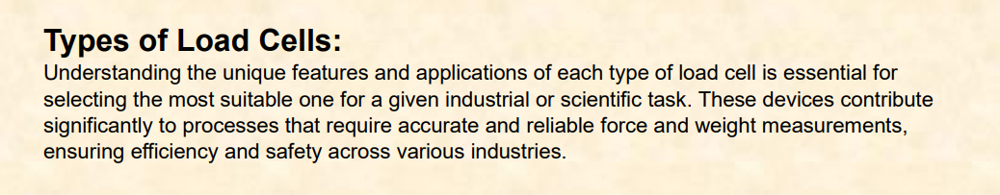 Types of Load Cells:
Understanding the unique features and applications of each type of load cell is essential for
selecting the most suitable one for a given industrial or scientific task. These devices contribute
significantly to processes that require accurate and reliable force and weight measurements,
ensuring efficiency and safety across various industries.